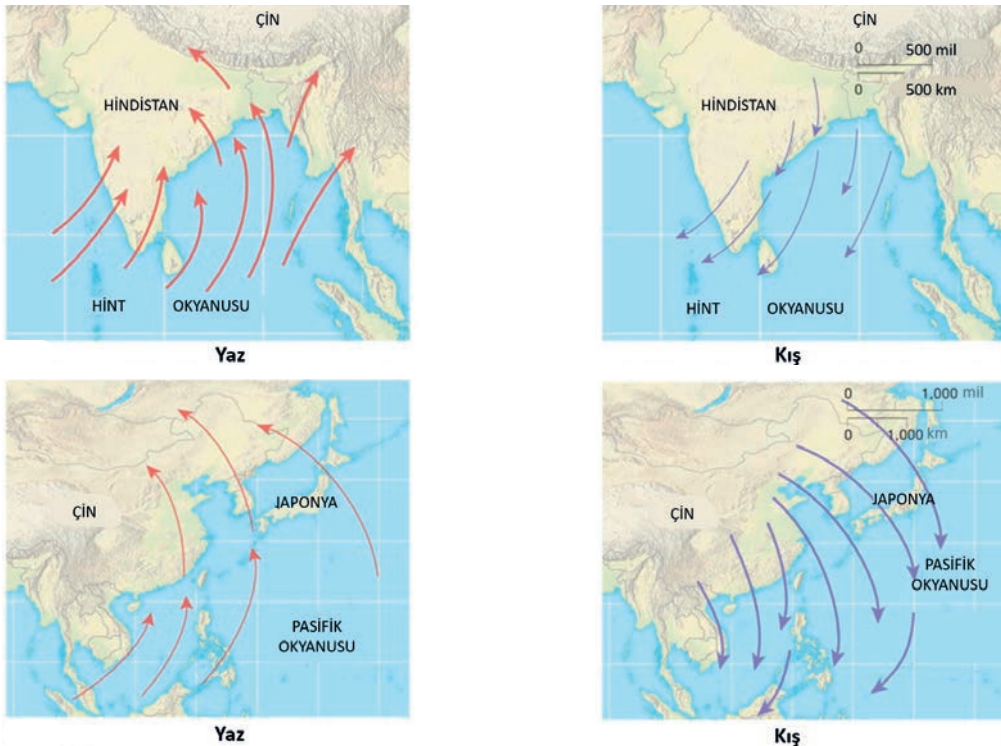 ÇİN
HİNDİSTAN
HİNT OKYANUSU
Yaz
ÇİN
0 500 mil
0 500 km
HİNDİSTAN
HİNT OKYANUSU
Kış
ÇİN
JAPONYA
PASİFİK
OKYANUSU
Yaz
0 1,000 mil
0 1,000 km
ÇİN
JAPONYA
PASİFİK
OKYANUSU
Kış